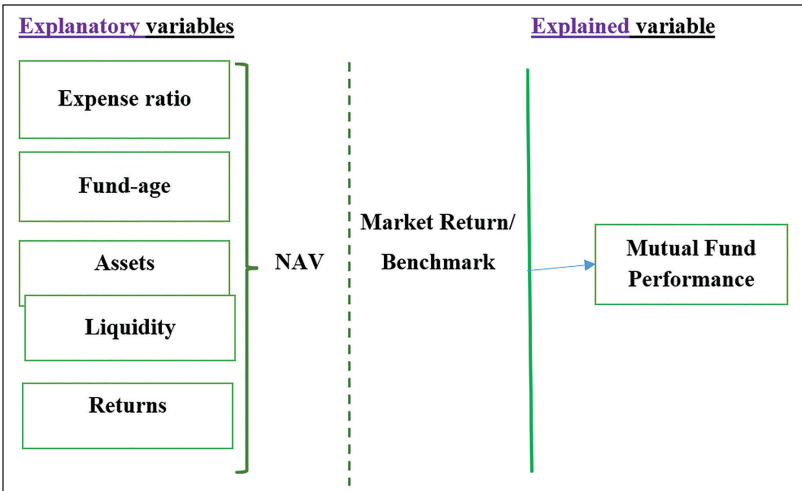 Explanatory variables
Explained variable
Expense ratio
Fund-age
Assets
Liquidity
Returns
NAV
Market Return/
Benchmark
Mutual Fund
Performance